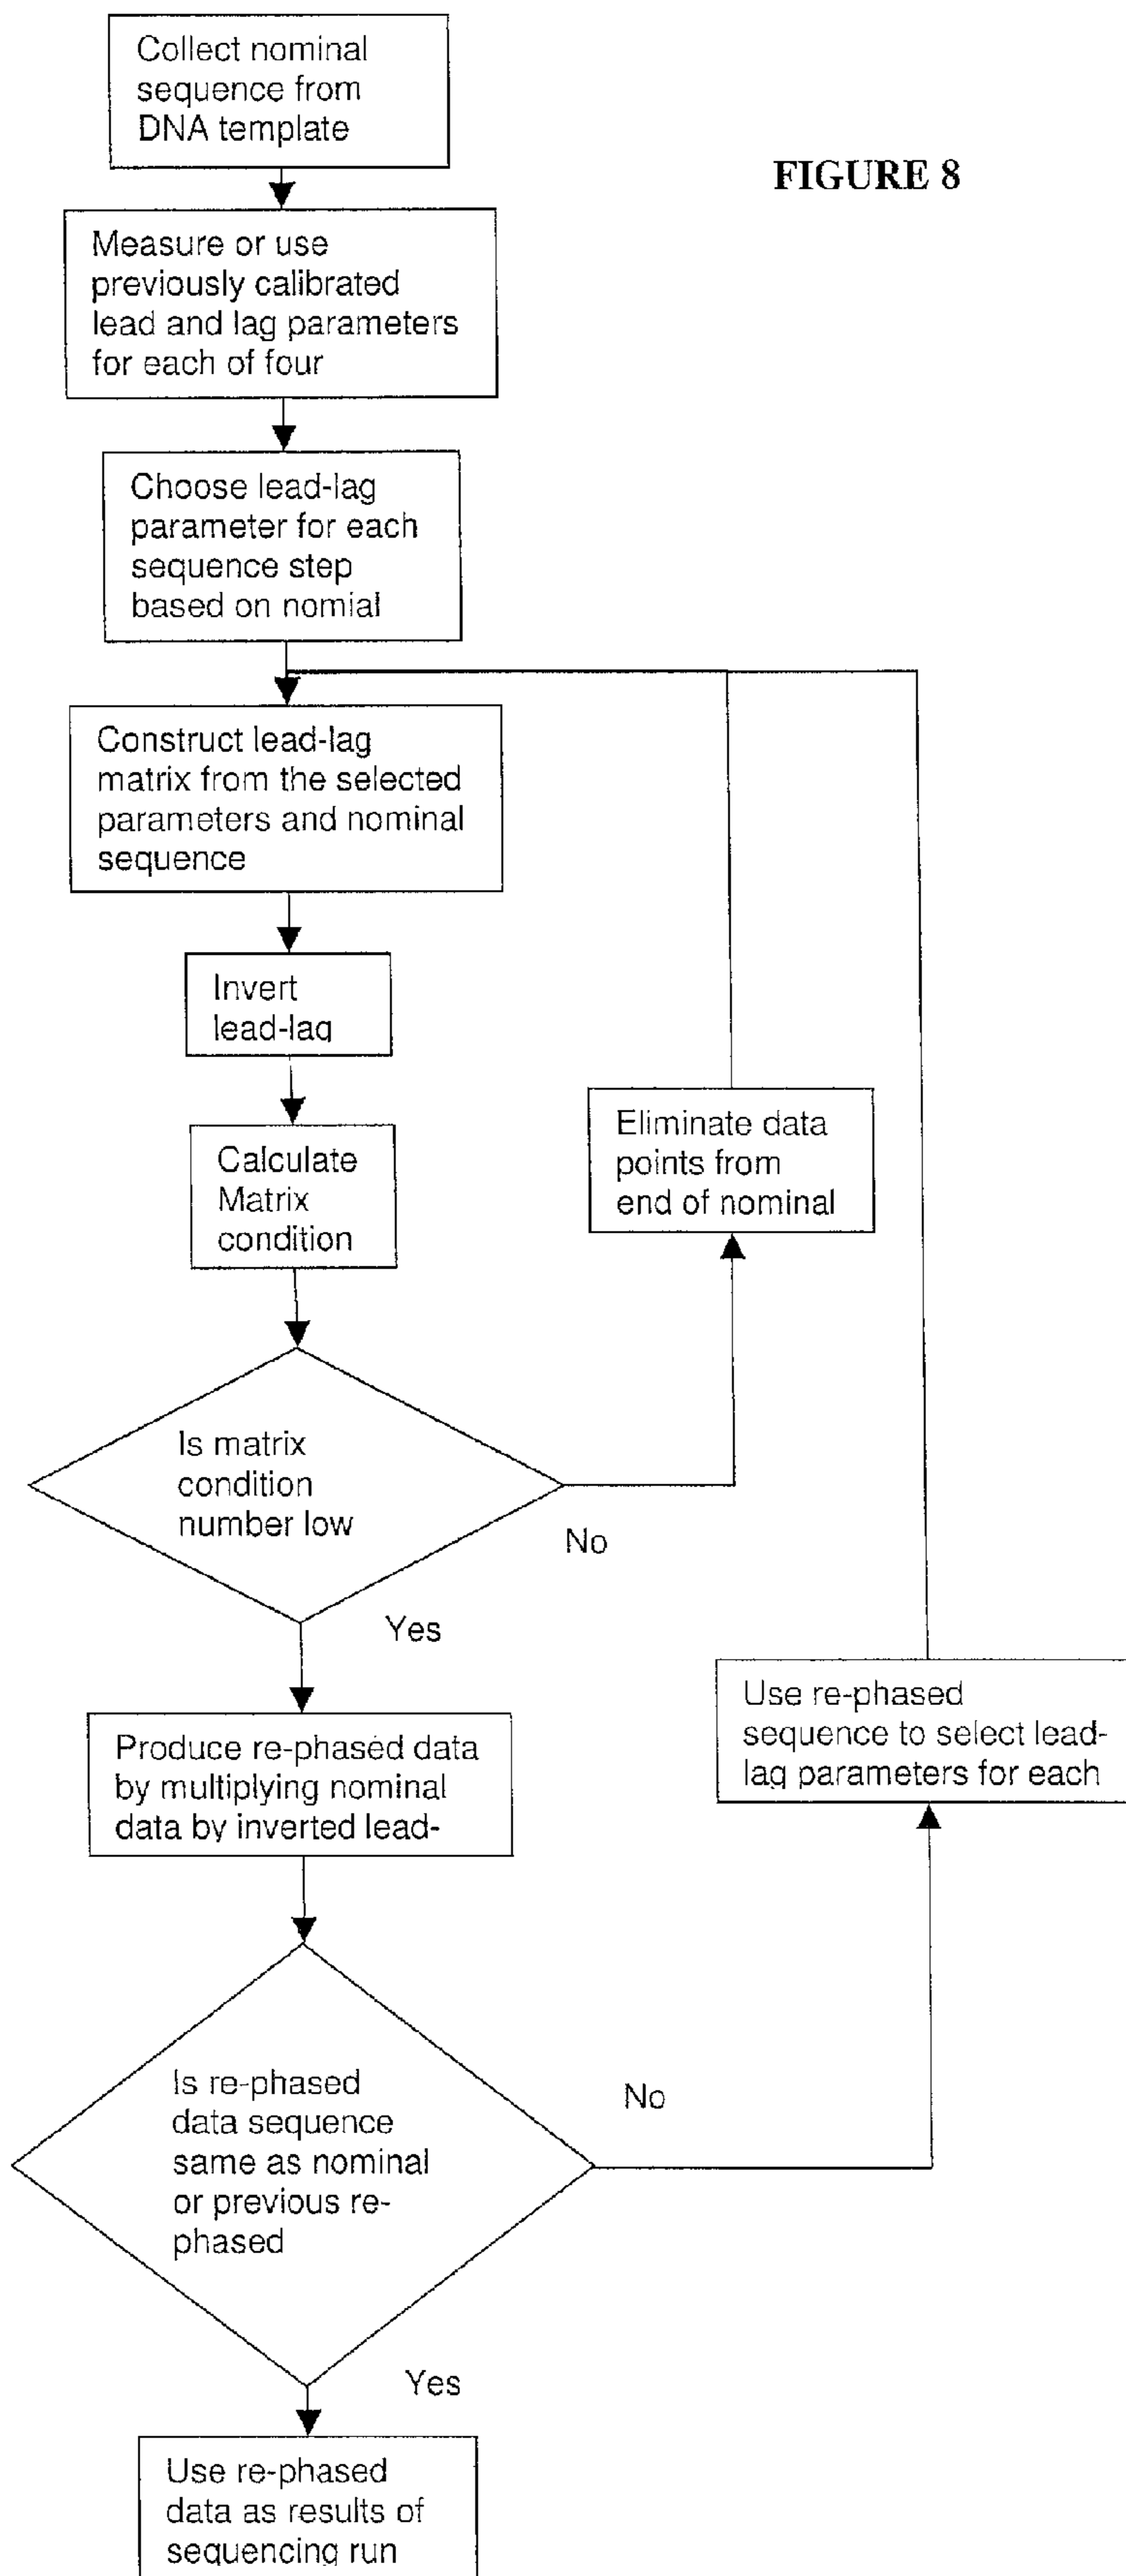 Collect nominal
sequence from
DNA template
FIGURE 8
Measure or use
previously calibrated
lead and lag parameters
for each of four
Choose lead-lag
parameter for each
sequence step
based on nomial
Construct lead-lag
matrix from the selected
parameters and nominal
sequence
Invert
lead-lag
Calculate
Matrix
condition
Eliminate data
points from
end of nominal
Is matrix
condition
number low
No
Yes
Use re-phased
sequence to select lead-
lag parameters for each
Produce re-phased data
by multiplying nominal
data by inverted lead-
Is re-phased
data sequence
same as nominal
or previous re-
phased
No
Yes
Use re-phased
data as results of
sequencing run